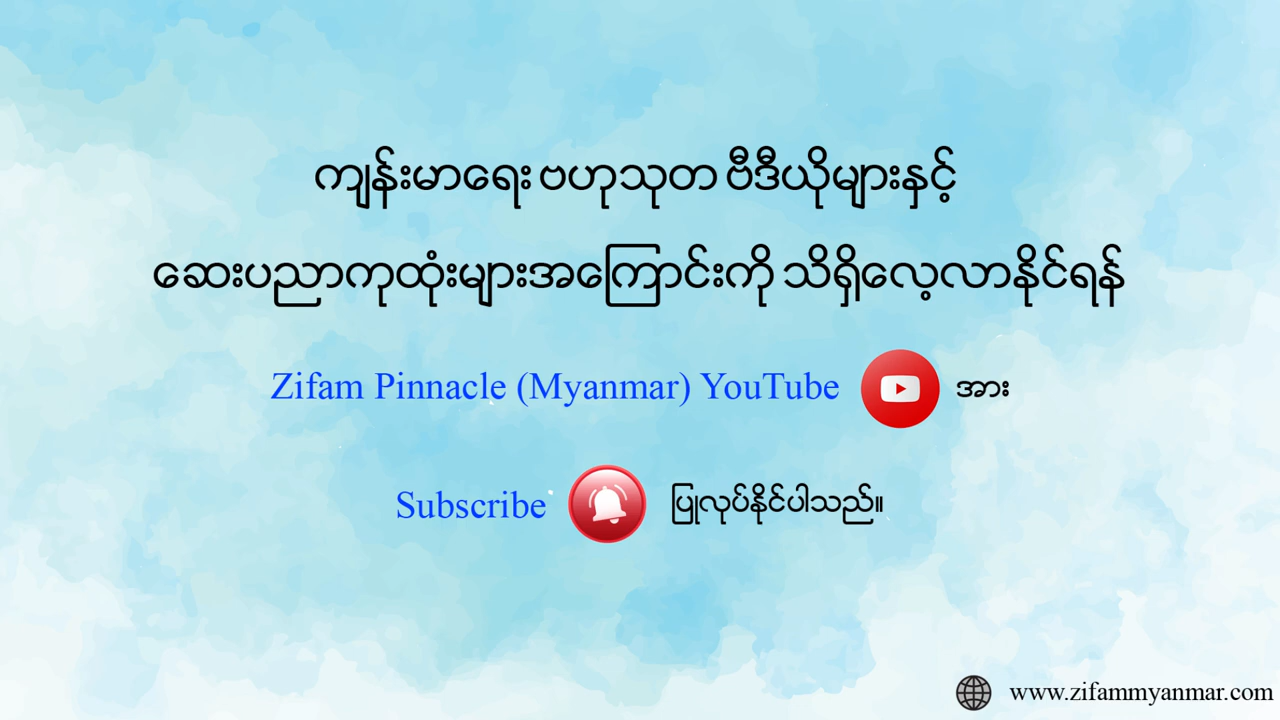 ကျန်းမာရေး ဗဟုသုတ ဗီဒီယိုများနှင့်
ဆေးပညာကုထုံးများအကြောင်းကို သိရှိလေ့လာနိုင်ရန်
Zifam Pinnacle (Myanmar) YouTube အား
Subscribe ပြုလုပ်နိုင်ပါသည်။
www.zifammyanmar.com